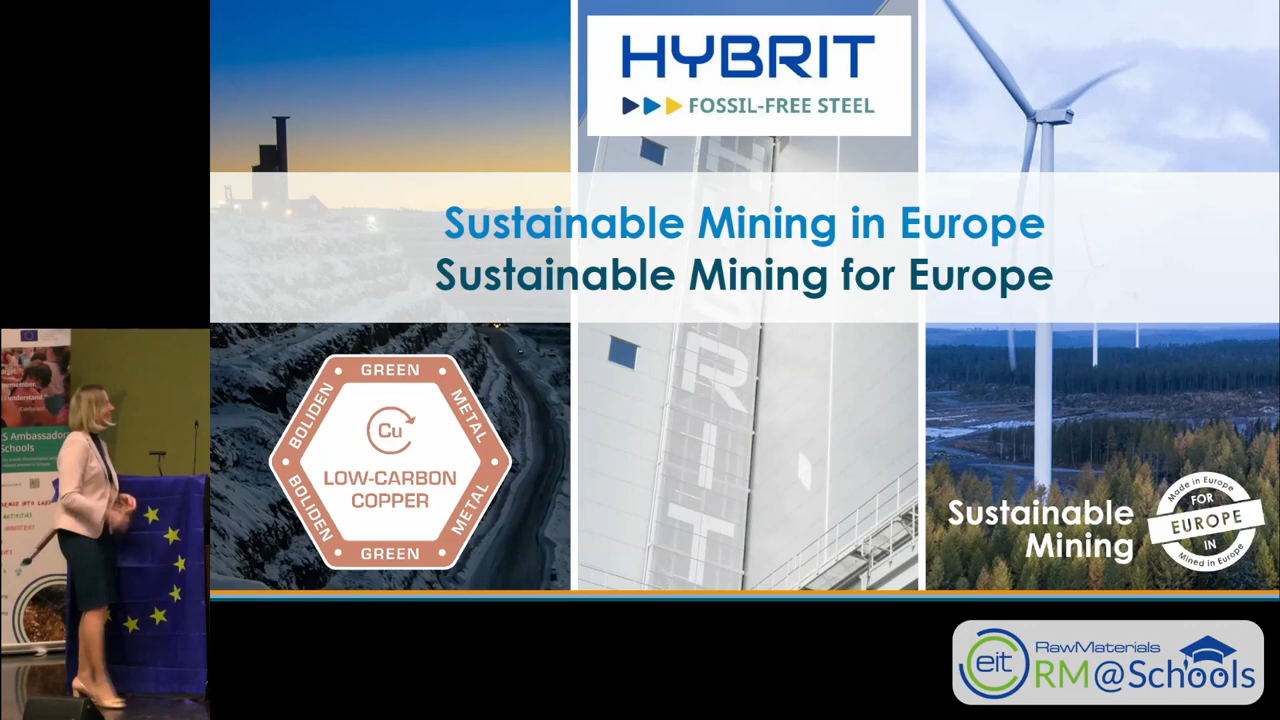 HYBRIT
FOSSIL-FREE STEEL
Sustainable Mining in Europe
Sustainable Mining for Europe
BOLIDEN
GREEN
METAL
Cu
LOW-CARBON
COPPER
BOLIDEN
GREEN
METAL
HYBRIT
Sustainable
Mining
Made in Europe
FOR
EUROPE
IN
Mined in Europe
understand.
Ambassador
Schools
eit
RawMaterials
RM@Schools